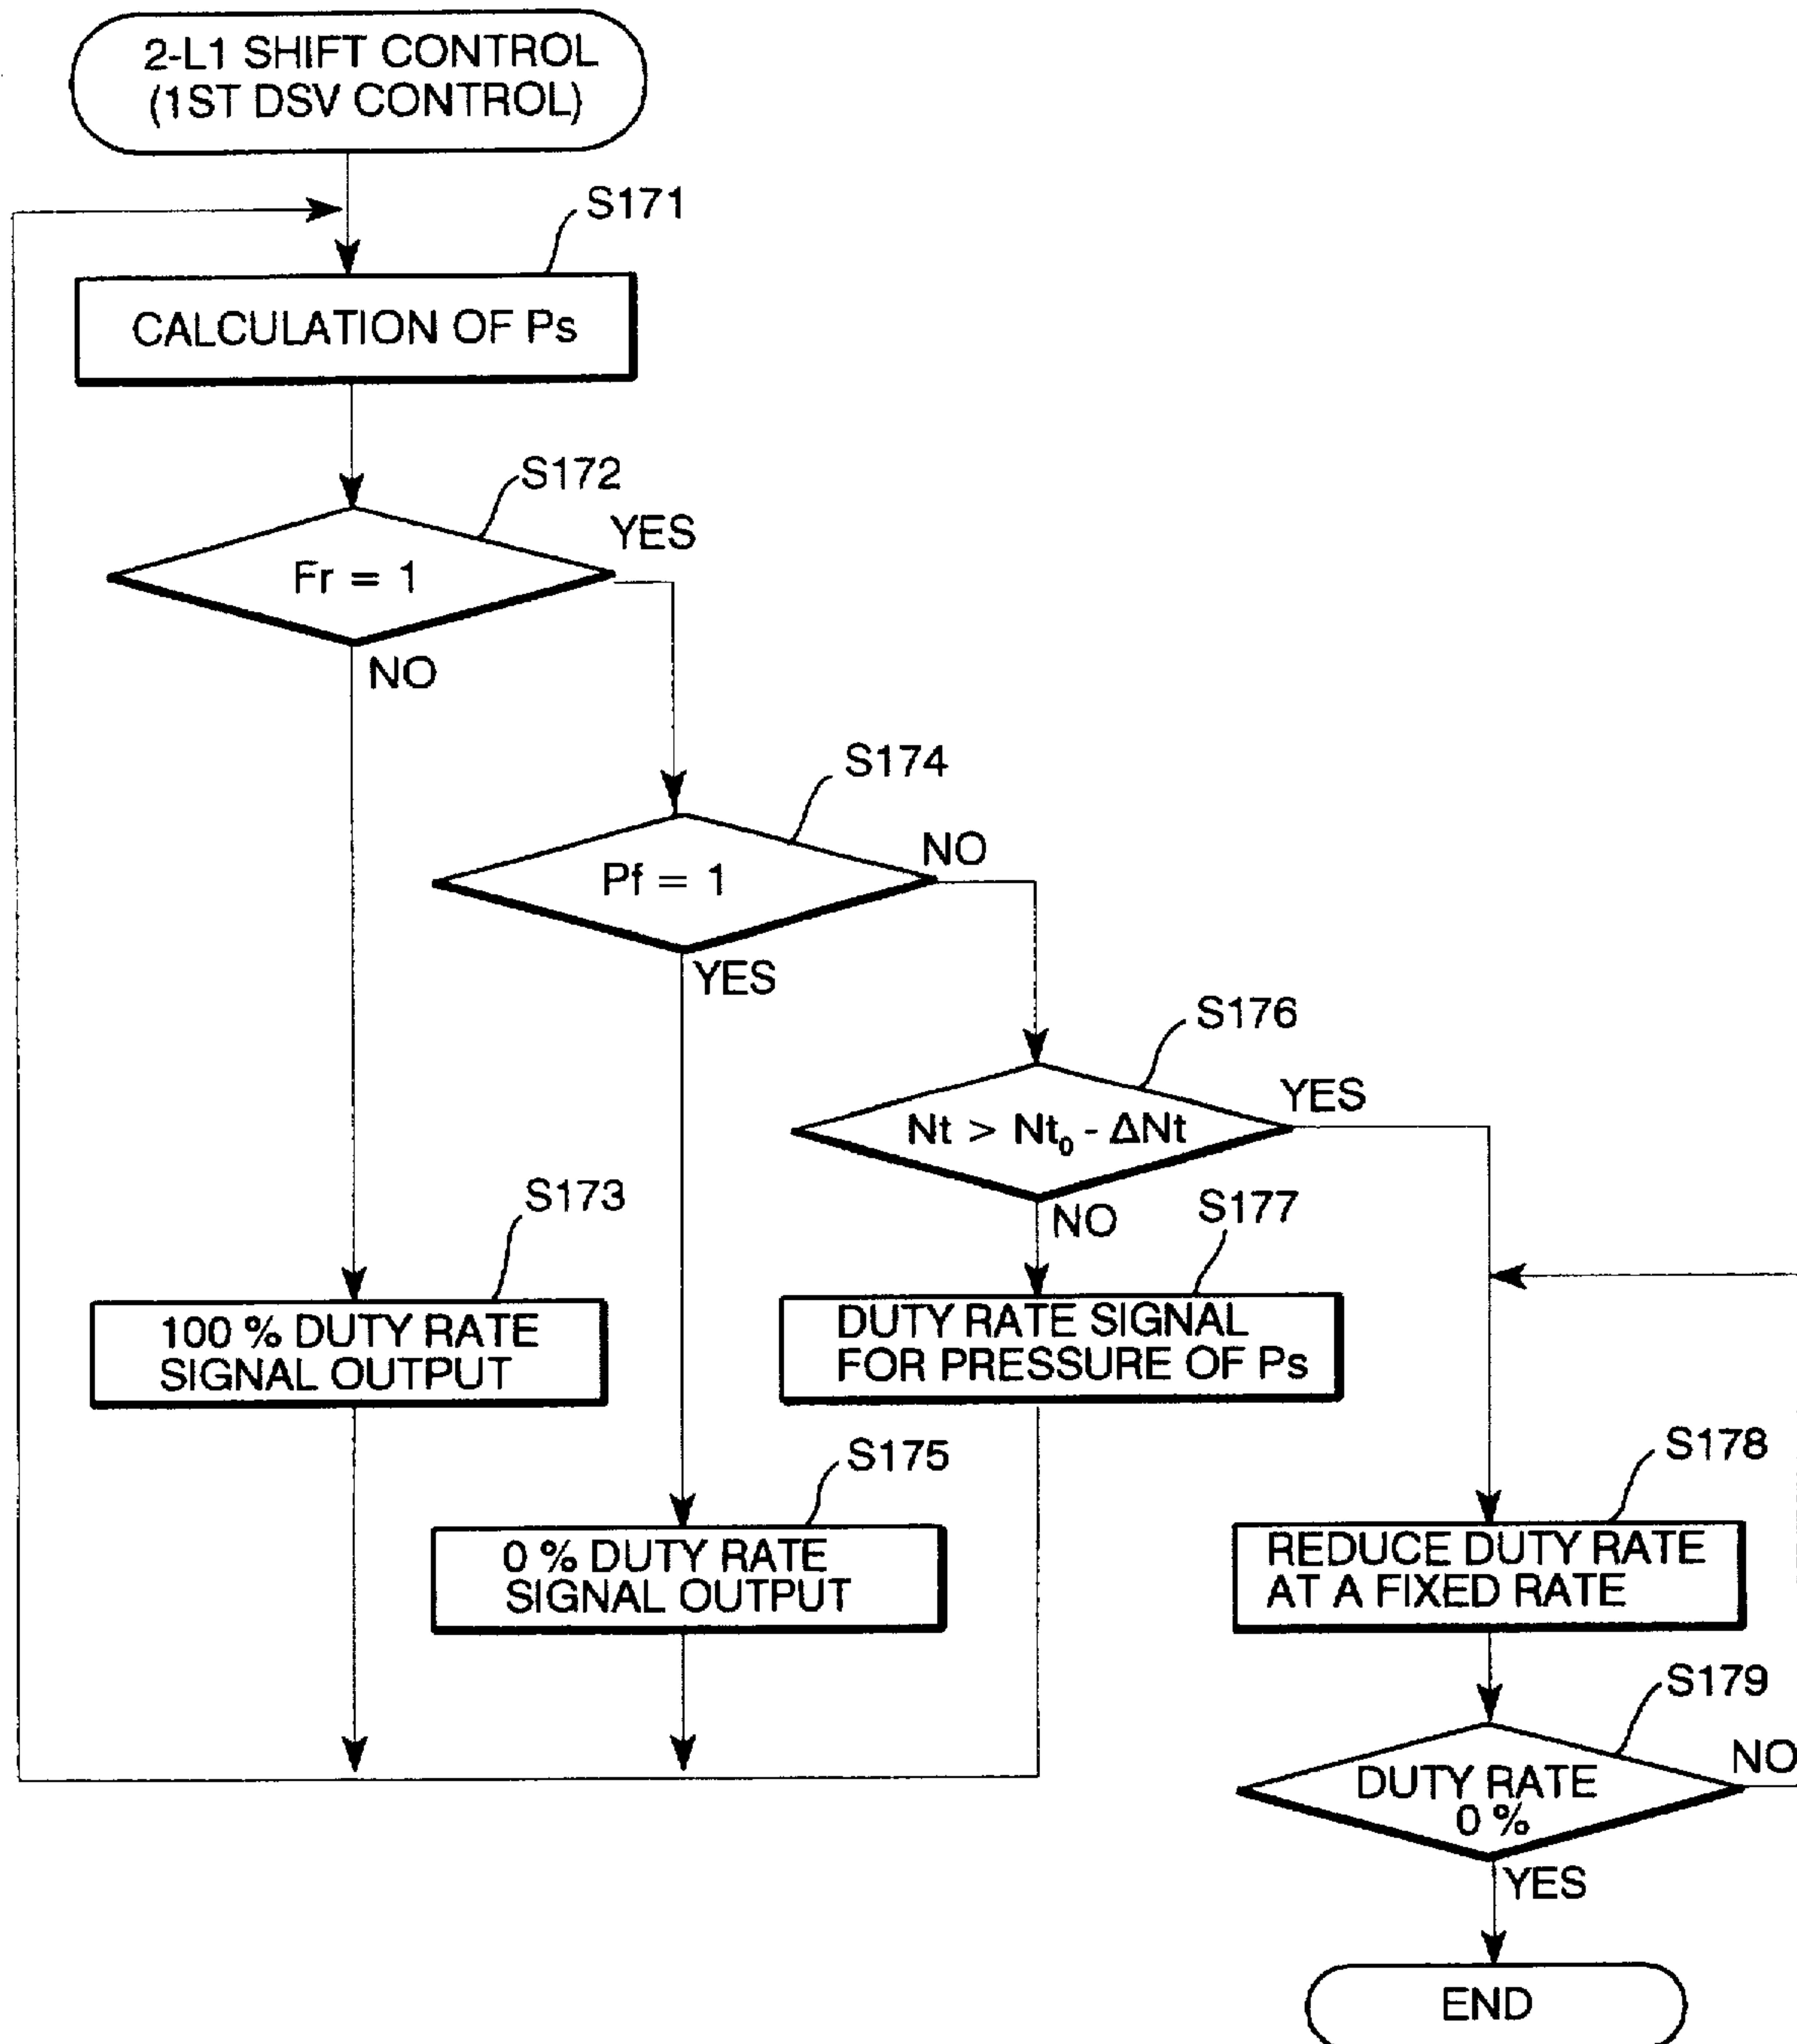 2-L1 SHIFT CONTROL
(1ST DSV CONTROL)
S171
CALCULATION OF Ps
S172
YES
Fr = 1
NO
S174
NO
Pf = 1
YES
S176
YES
Nt > Nt₀ - ΔNt
NO
S177
S173
100 % DUTY RATE
SIGNAL OUTPUT
DUTY RATE SIGNAL
FOR PRESSURE OF Ps
S175
0 % DUTY RATE
SIGNAL OUTPUT
S178
REDUCE DUTY RATE
AT A FIXED RATE
S179
NO
DUTY RATE
0 %
YES
END